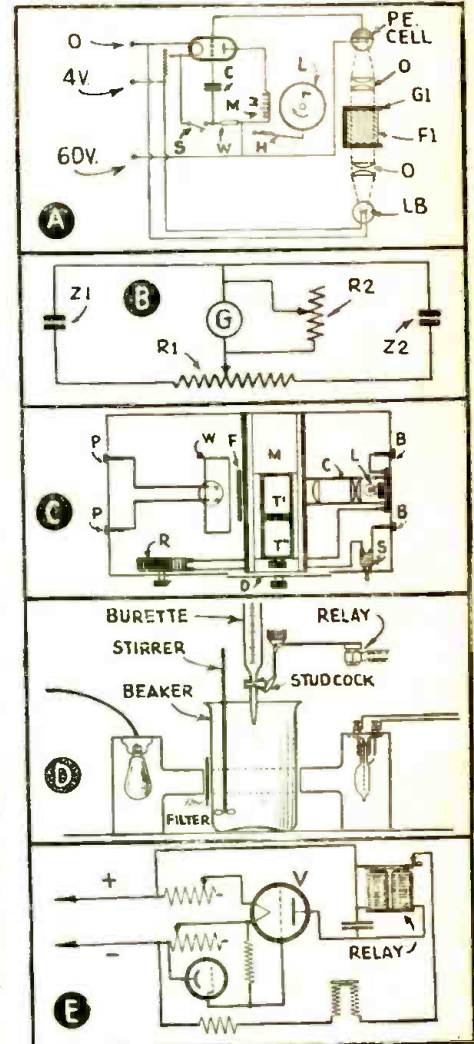 O
4V.
60V.
C
L
M
S
W
H
PE.
CELL
O
G1
F1
O
LB
A
B
Z1
G
R2
R1
Z2
C
P
P
W
F
M
T'
T"
C
L
B
B
R
D
S
BURETTE
STIRRER
BEAKER
RELAY
STUDCOCK
D
FILTER
+
-
V
RELAY
E